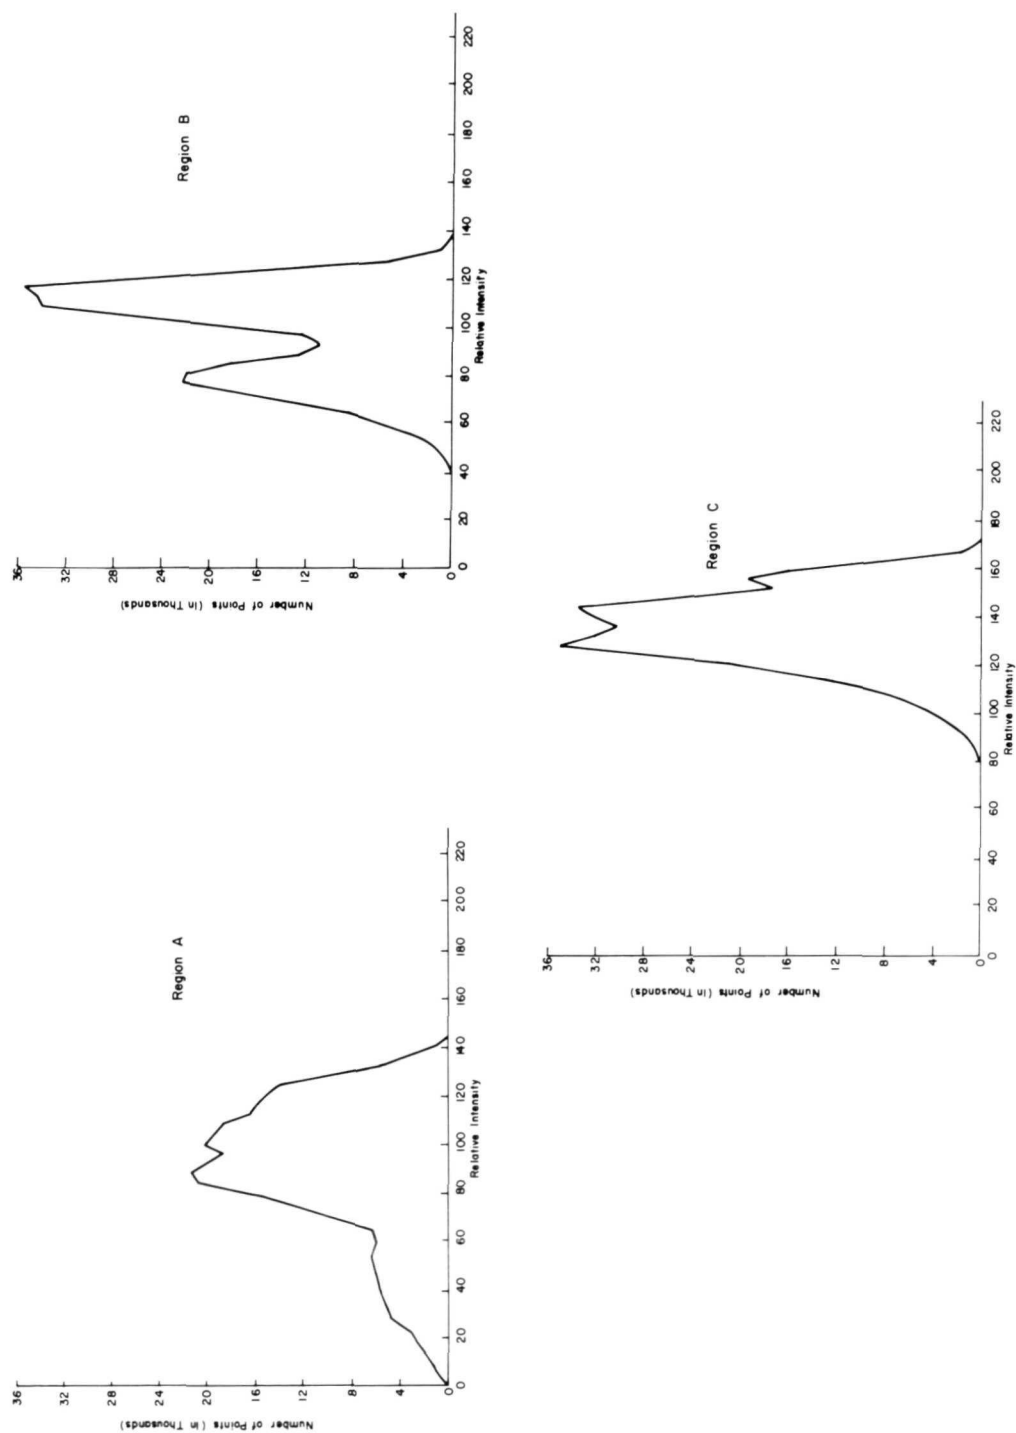 Region A
Number of Points (In Thousands)
36
32
28
24
20
16
12
8
4
0
0 20 40 60 80 100 120 140 160 180 200 220
Relative Intensity
Region B
Number of Points (In Thousands)
36
32
28
24
20
16
12
8
4
0
0 20 40 60 80 100 120 140 160 180 200 220
Relative Intensity
Region C
Number of Points (In Thousands)
36
32
28
24
20
16
12
8
4
0
0 20 40 60 80 100 120 140 160 180 200 220
Relative Intensity